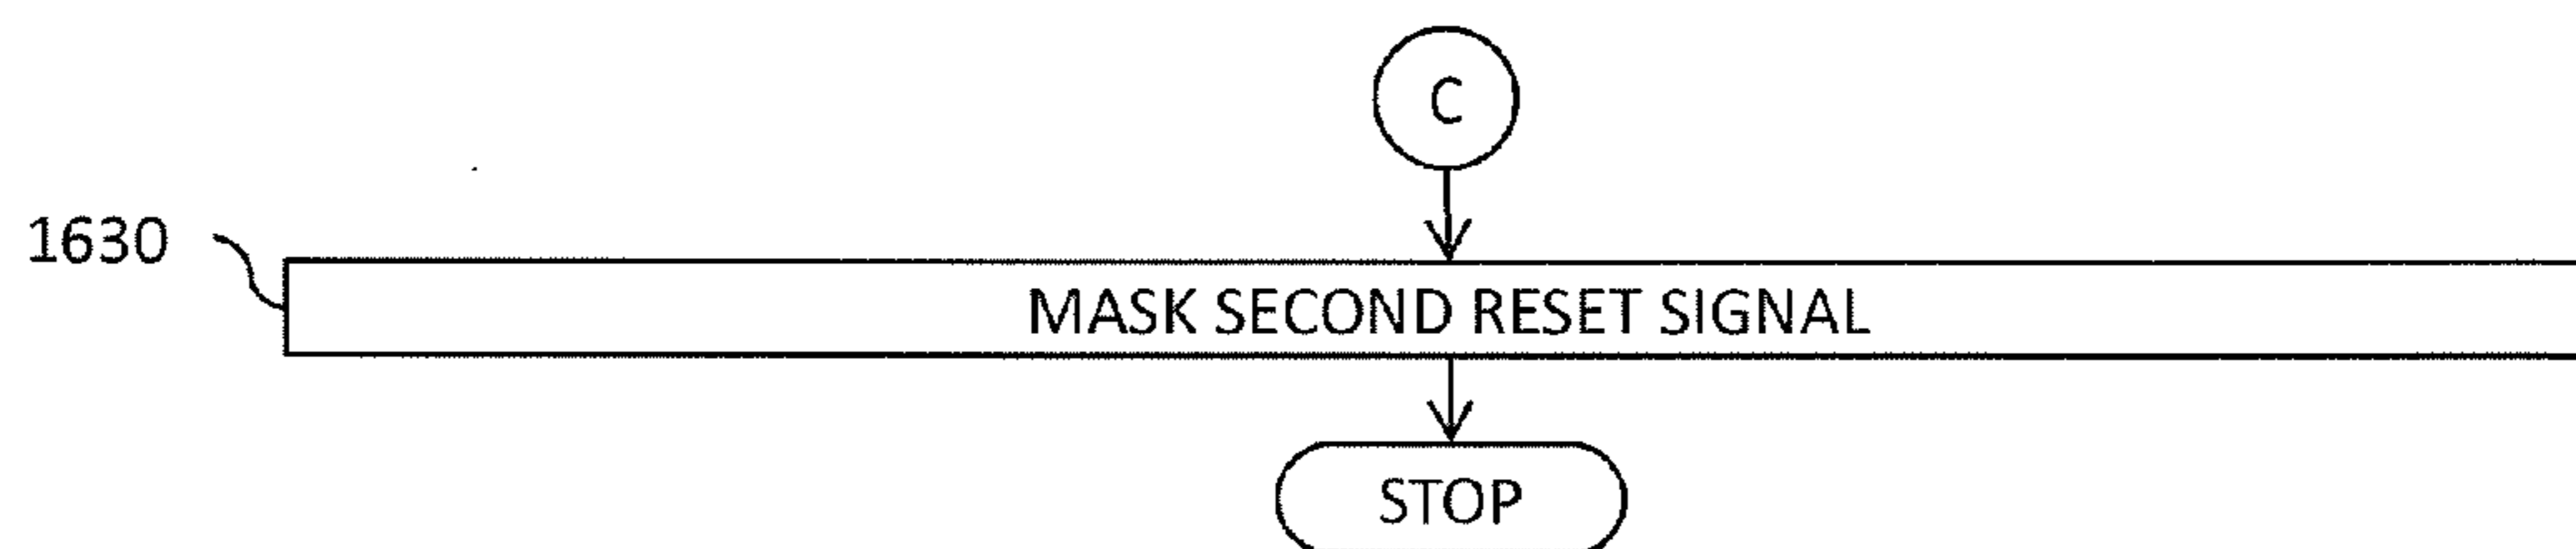 C
1630
MASK SECOND RESET SIGNAL
STOP